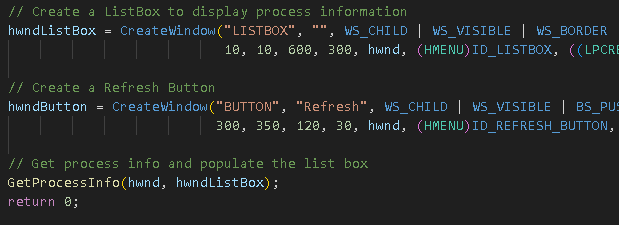 // Create a ListBox to display process information
hwndListBox = CreateWindow("LISTBOX", "", WS_CHILD | WS_VISIBLE | WS_BORDER
10, 10, 600, 300, hwnd, (HMENU)ID_LISTBOX, ((LPCRE
// Create a Refresh Button
hwndButton = CreateWindow("BUTTON", "Refresh", WS_CHILD | WS_VISIBLE | BS_PU
300, 350, 120, 30, hwnd, (HMENU)ID_REFRESH_BUTTON,
// Get process info and populate the list box
GetProcessInfo(hwnd, hwndListBox);
return 0;